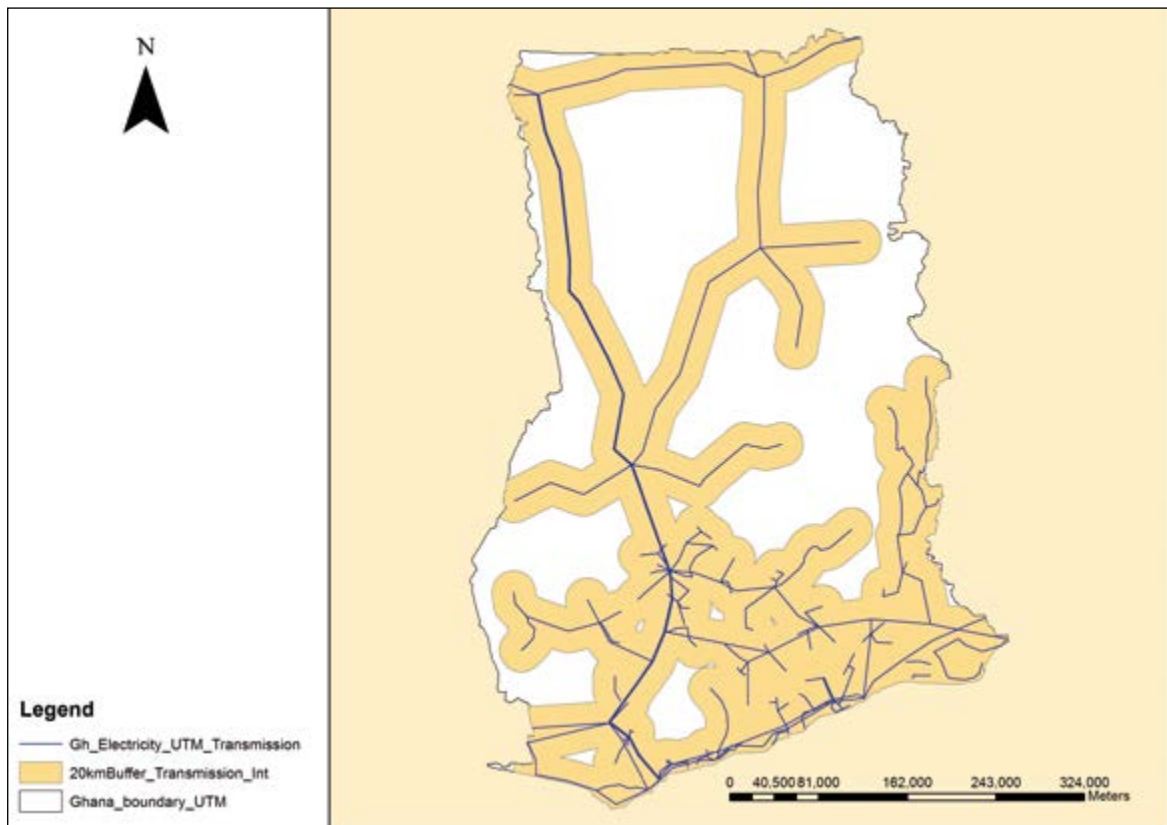 N
Legend
Gh_Electricity_UTM_Transmission
20kmBuffer_Transmission_Int
Ghana_boundary_UTM
0 40,500 81,000 162,000 243,000 324,000
Meters